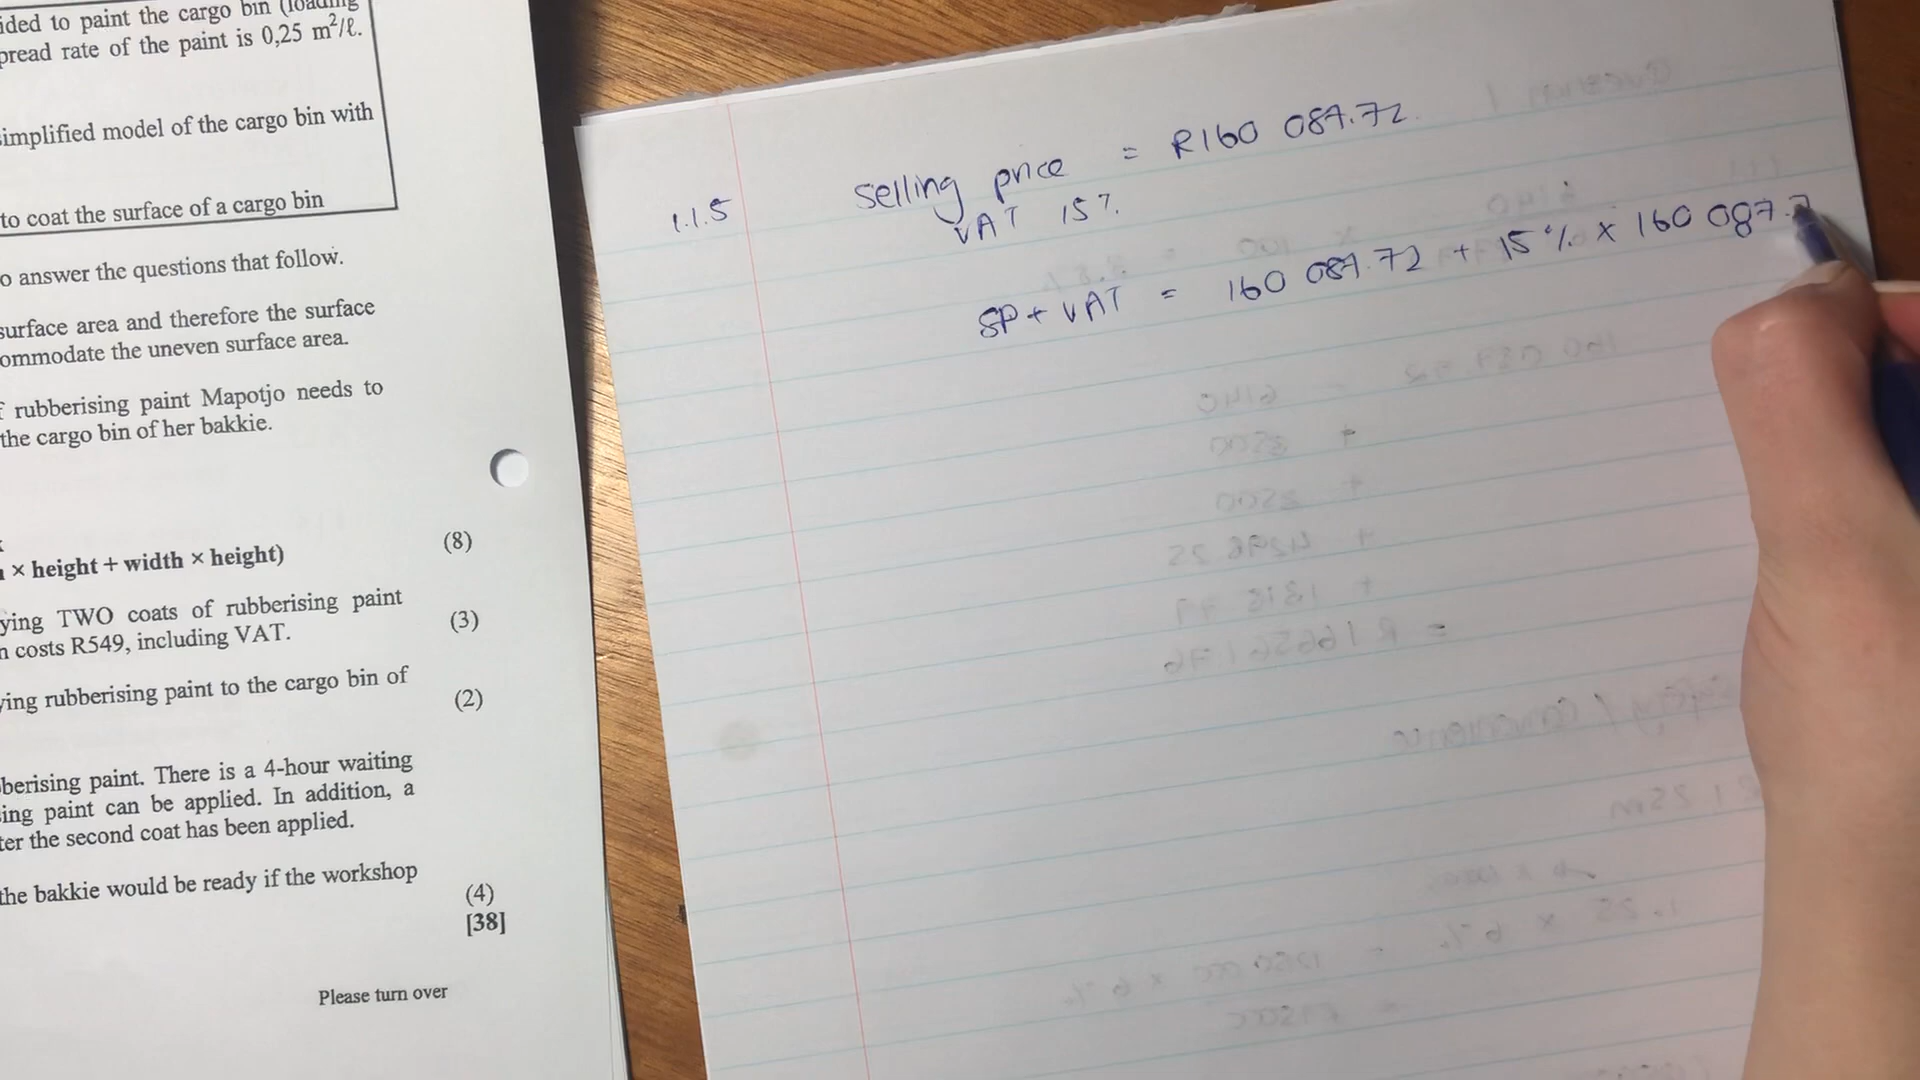 ided to paint the cargo bin (loading
pread rate of the paint is 0,25 m²/ℓ.
simplified model of the cargo bin with
to coat the surface of a cargo bin
o answer the questions that follow.
surface area and therefore the surface
ommodate the uneven surface area.
f rubberising paint Mapotjo needs to
the cargo bin of her bakkie.
× height + width × height) (8)
ying TWO coats of rubberising paint
n costs R549, including VAT. (3)
ying rubberising paint to the cargo bin of (2)
berising paint. There is a 4-hour waiting
ing paint can be applied. In addition, a
ter the second coat has been applied.
the bakkie would be ready if the workshop (4)
[38]
Please turn over
1.1.5 Selling price = R160 087.72
VAT 15%
SP + VAT = 160 087.72 + 15% × 160 087.7